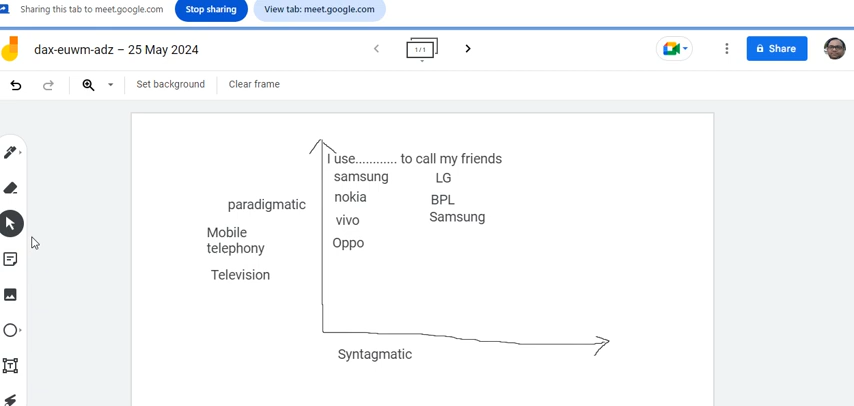 Sharing this tab to meet.google.com
Stop sharing
View tab: meet.google.com
dax-euwm-adz – 25 May 2024
1/1
Share
Set background
Clear frame
I use............ to call my friends
samsung
LG
paradigmatic
nokia
BPL
vivo
Samsung
Mobile
telephony
Oppo
Television
Syntagmatic